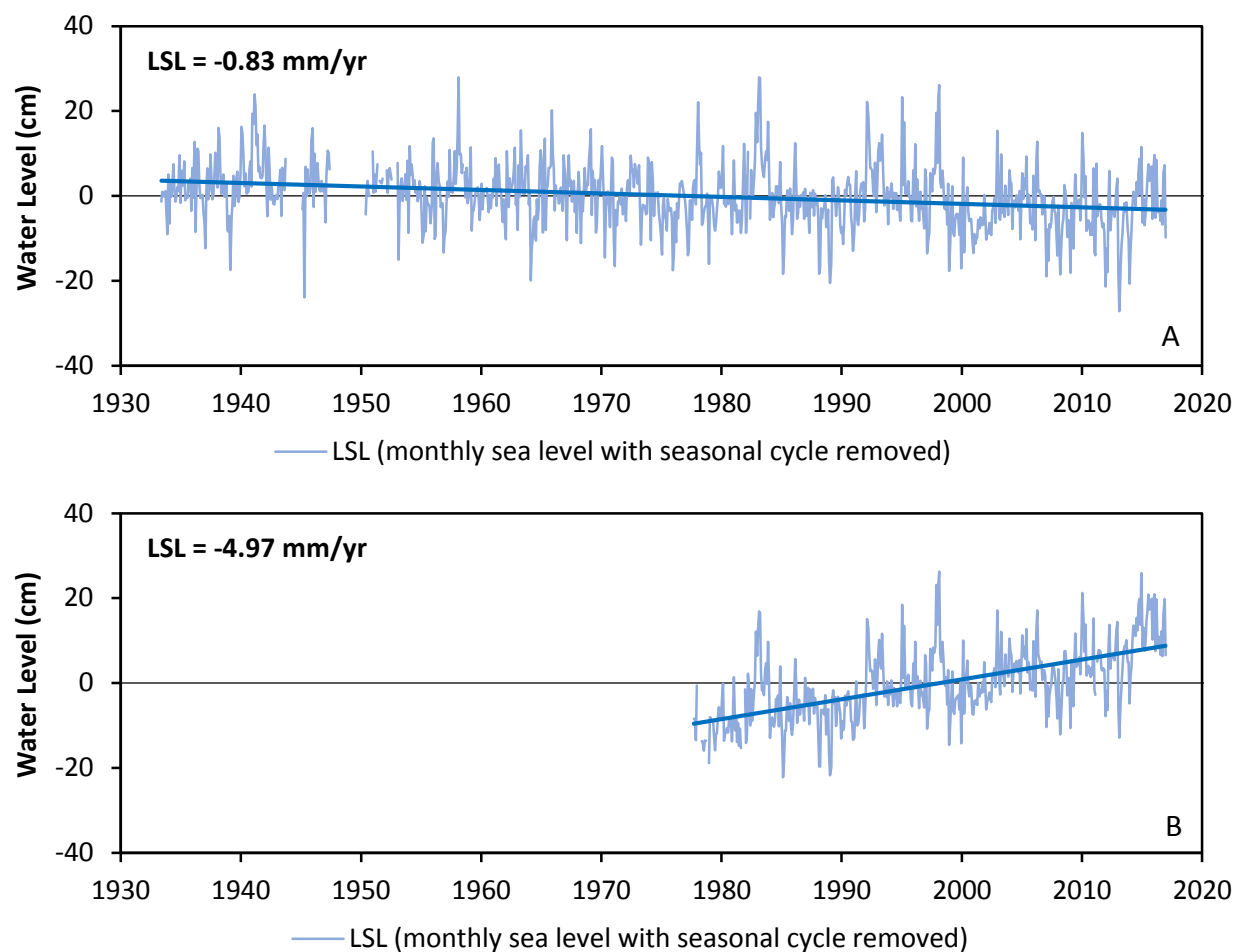 40
LSL = -0.83 mm/yr
20
0
-20
-40
Water Level (cm)
A
1930 1940 1950 1960 1970 1980 1990 2000 2010 2020
LSL (monthly sea level with seasonal cycle removed)
40
LSL = -4.97 mm/yr
20
0
-20
-40
Water Level (cm)
B
1930 1940 1950 1960 1970 1980 1990 2000 2010 2020
LSL (monthly sea level with seasonal cycle removed)